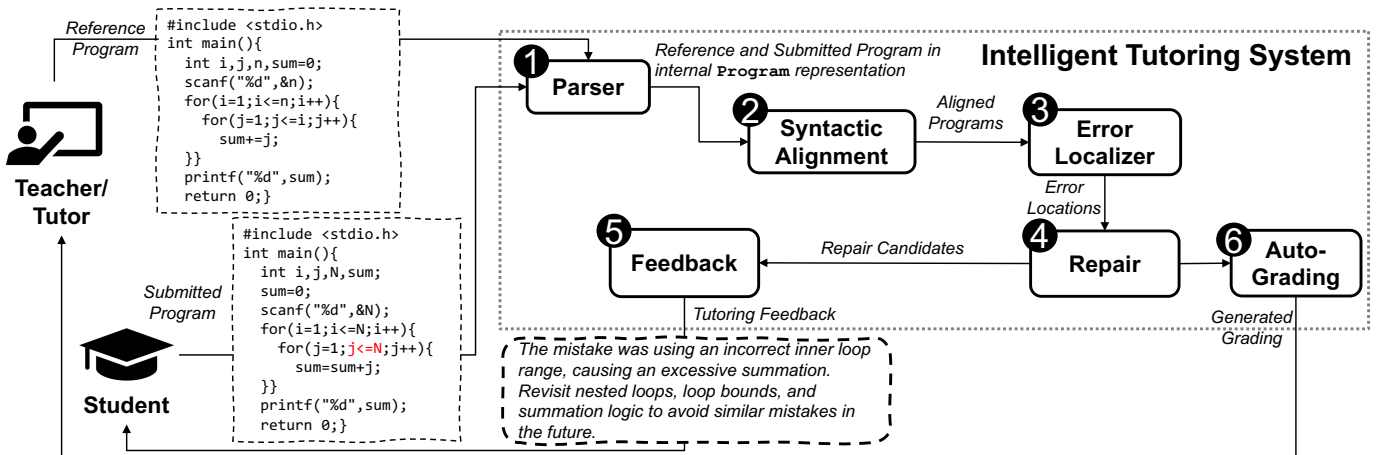 Reference
Program
#include <stdio.h>
int main(){
int i,j,n,sum=0;
scanf("%d",&n);
for(i=1;i<=n;i++){
for(j=1;j<=i;j++){
sum+=j;
}}
printf("%d",sum);
return 0;}
Teacher/
Tutor
Submitted
Program
#include <stdio.h>
int main(){
int i,j,N,sum;
sum=0;
scanf("%d",&N);
for(i=1;i<=N;i++){
for(j=1;j<=N;j++){
sum=sum+j;
}}
printf("%d",sum);
return 0;}
Student
Intelligent Tutoring System
1
Parser
Reference and Submitted Program in
internal Program representation
2
Syntactic
Alignment
Aligned
Programs
3
Error
Localizer
Error
Locations
4
Repair
Repair Candidates
5
Feedback
6
Auto-
Grading
Tutoring Feedback
Generated
Grading
The mistake was using an incorrect inner loop
range, causing an excessive summation.
Revisit nested loops, loop bounds, and
summation logic to avoid similar mistakes in
the future.